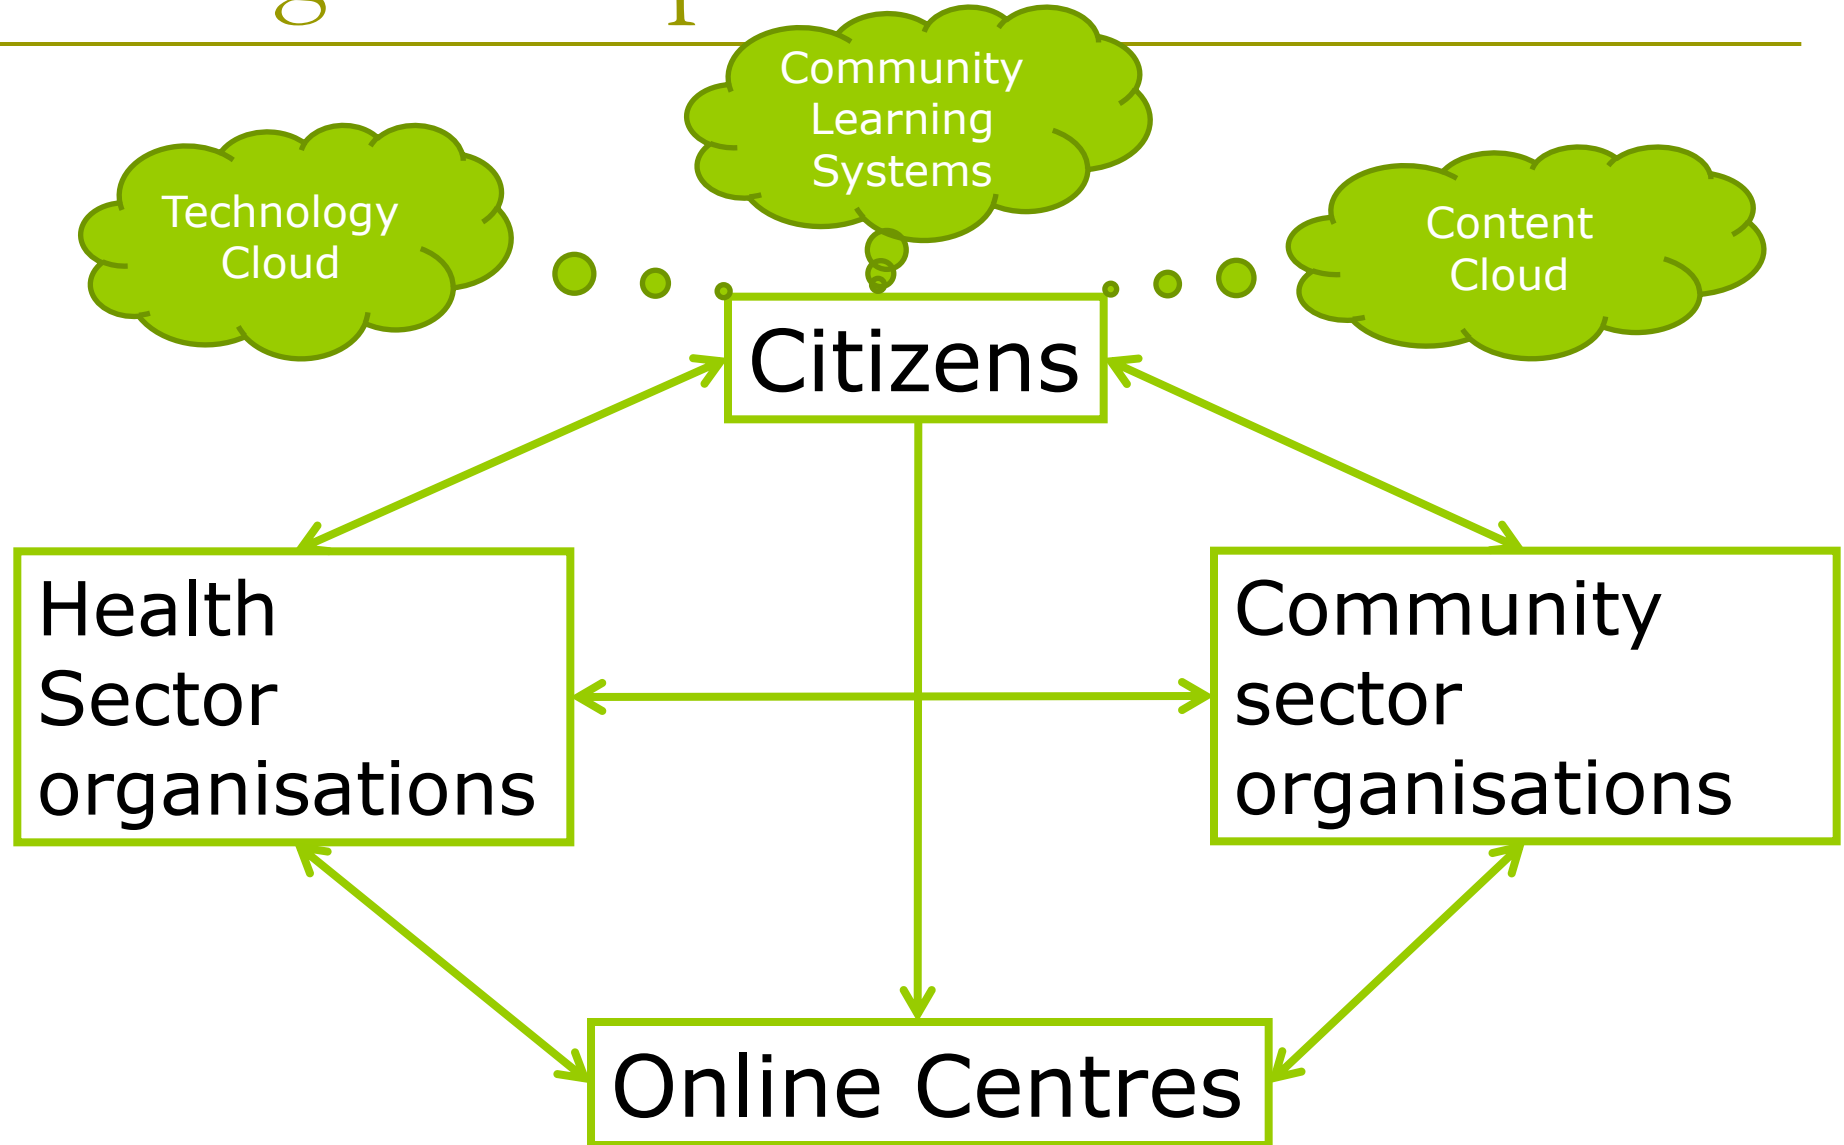 Community
Learning
Systems
Technology
Cloud
Content
Cloud
Citizens
Health
Sector
organisations
Community
sector
organisations
Online Centres